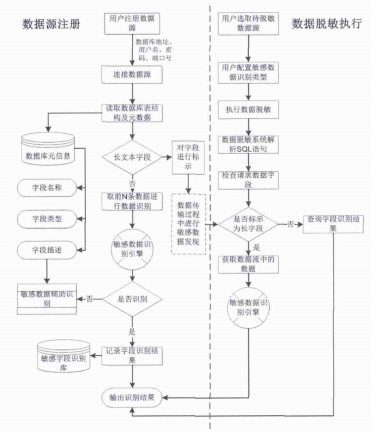 数据源注册
用户注册数据
源
数据库地址、
用户名、密
码、端口号
连接数据源
读取数据库表结
构及元数据
数据库元信息
长文本字段
是
对字段
进行标
示
否
字段名称
取前N条数据进
行数据识别
数据传
输过程
中进行
敏感数
据发现
字段类型
敏感数据识
别引擎
字段描述
敏感数据辅助识
别
否
是否识别
是
敏感字段识别
库
记录字段识别结
果
输出识别结果
数据脱敏执行
用户选取待脱敏
数据源
用户配置敏感数
据识别类型
执行数据脱敏
数据脱敏系统解
析SQL语句
检查请求数据字
段
是否标示
为长字段
否
查询字段识别结
果
是
获取数据流中的
数据
敏感数据识
别引擎